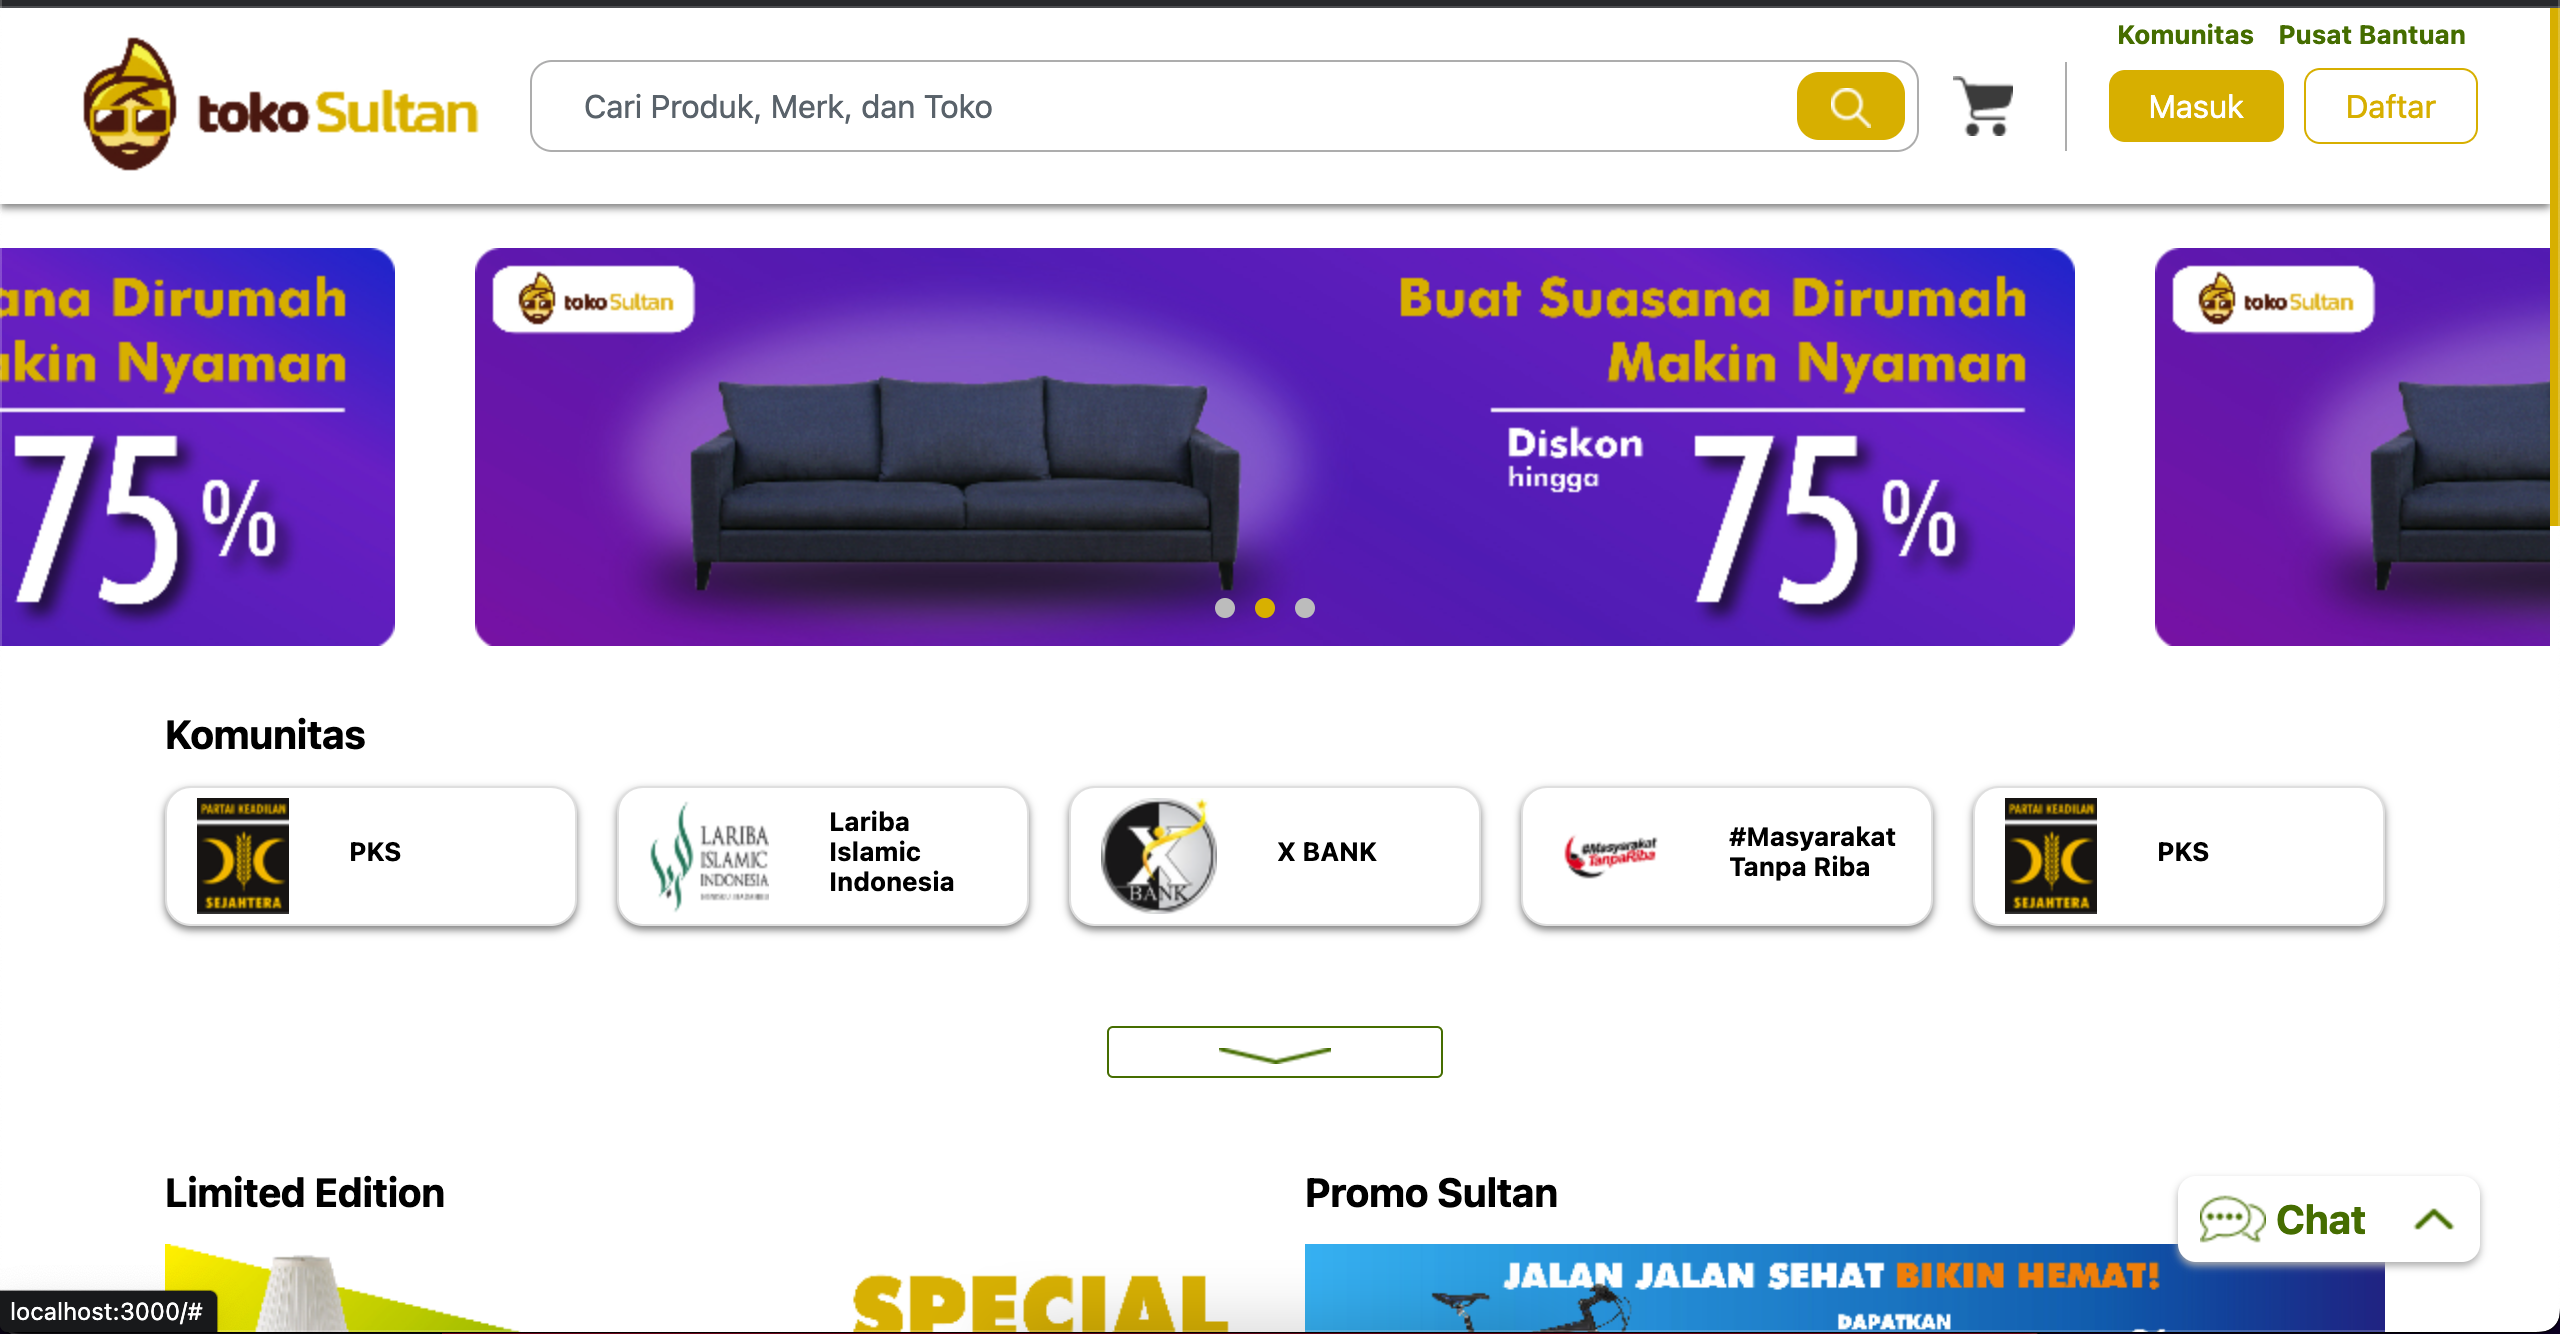 Komunitas Pusat Bantuan
toko Sultan
Cari Produk, Merk, dan Toko
Masuk
Daftar
ana Dirumah
akin Nyaman
75%
toko Sultan
Buat Suasana Dirumah
Makin Nyaman
Diskon
hingga
75%
toko Sultan
Komunitas
PARTAI KEADILAN
SEJAHTERA
PKS
LARIBA
ISLAMIC
INDONESIA
Lariba
Islamic
Indonesia
X
BANK
X BANK
#Masyarakat
TanpaRiba
#Masyarakat
Tanpa Riba
PARTAI KEADILAN
SEJAHTERA
PKS
Limited Edition
Promo Sultan
Chat
SPECIAL
JALAN JALAN SEHAT BIKIN HEMAT!
DAPATKAN
localhost:3000/#